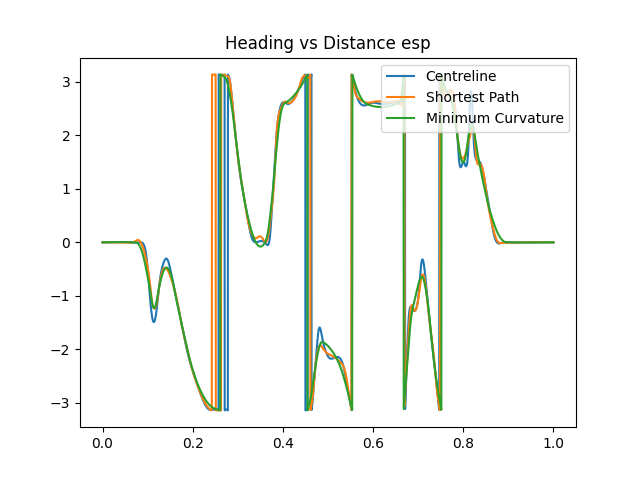 Heading vs Distance esp
Centreline
Shortest Path
Minimum Curvature
3
2
1
0
−1
−2
−3
0.0 0.2 0.4 0.6 0.8 1.0